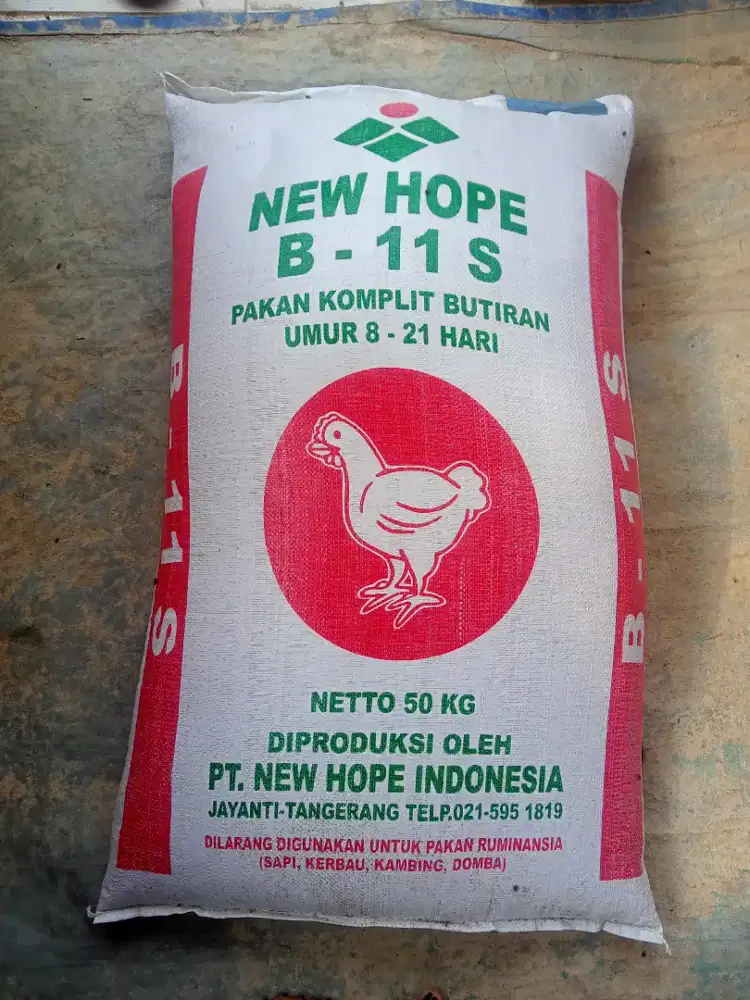 NEW HOPE
B - 11 S
PAKAN KOMPLIT BUTIRAN
UMUR 8 - 21 HARI
B - 11 S
B - 11 S
NETTO 50 KG
DIPRODUKSI OLEH
PT. NEW HOPE INDONESIA
JAYANTI-TANGERANG TELP.021-595 1819
DILARANG DIGUNAKAN UNTUK PAKAN RUMINANSIA
(SAPI, KERBAU, KAMBING, DOMBA)